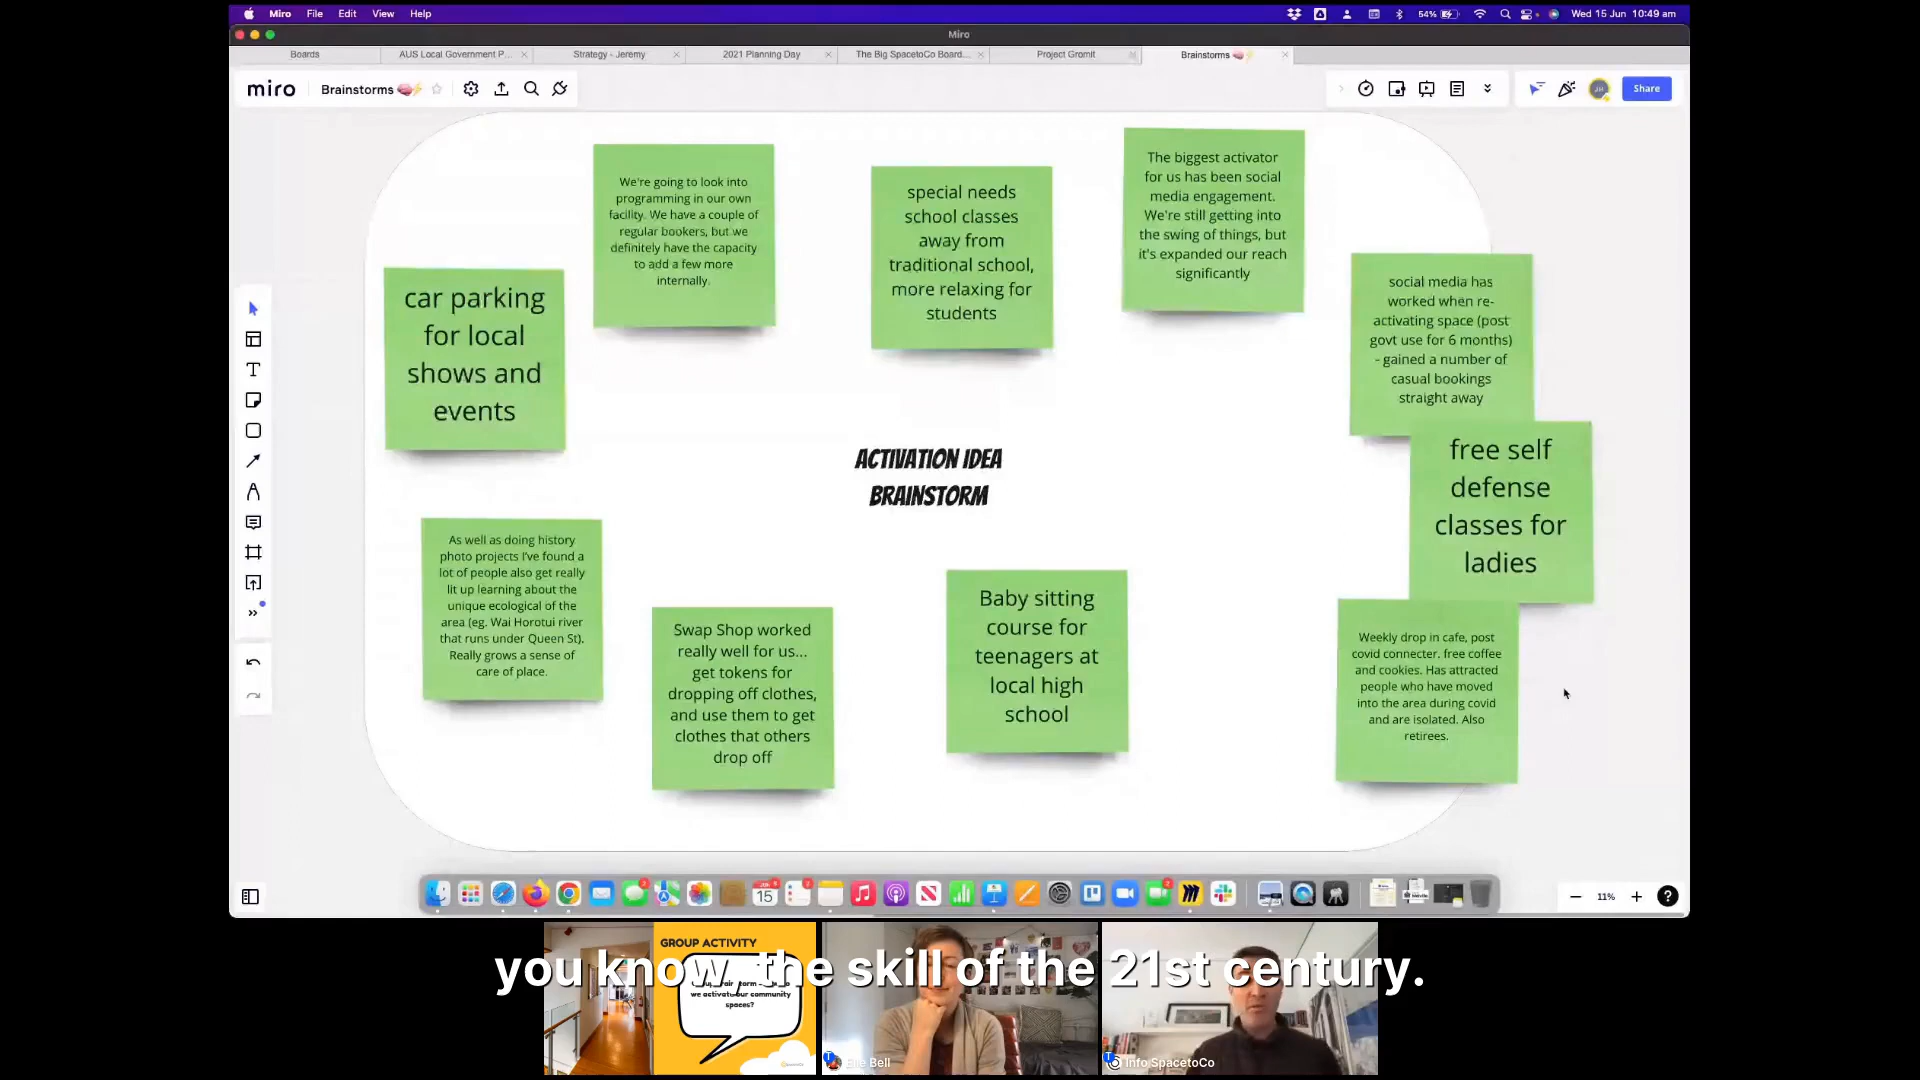 Miro File Edit View Help
54% Wed 15 Jun 10:49 am
Miro
Boards
AUS Local Government P...
Strategy - Jeremy
2021 Planning Day
The Big SpacetoCo Board...
Project Gromit
Brainstorms
miro
Brainstorms
Share
We're going to look into
programming in our own
facility. We have a couple of
regular bookers, but we
definitely have the capacity
to add a few more
internally.
special needs
school classes
away from
traditional school,
more relaxing for
students
The biggest activator
for us has been social
media engagement.
We're still getting into
the swing of things, but
it's expanded our reach
significantly
car parking
for local
shows and
events
social media has
worked when re-
activating space (post
govt use for 6 months)
- gained a number of
casual bookings
straight away
ACTIVATION IDEA
BRAINSTORM
free self
defense
classes for
ladies
As well as doing history
photo projects I've found a
lot of people also get really
lit up learning about the
unique ecological of the
area (eg. Wai Horotui river
that runs under Queen St).
Really grows a sense of
care of place.
Swap Shop worked
really well for us...
get tokens for
dropping off clothes,
and use them to get
clothes that others
drop off
Baby sitting
course for
teenagers at
local high
school
Weekly drop in cafe, post
covid connecter. free coffee
and cookies. Has attracted
people who have moved
into the area during covid
and are isolated. Also
retirees.
11%
GROUP ACTIVITY
you know, the skill of the 21st century.
we activate our community
spaces?
Bell
Info SpacetoCo